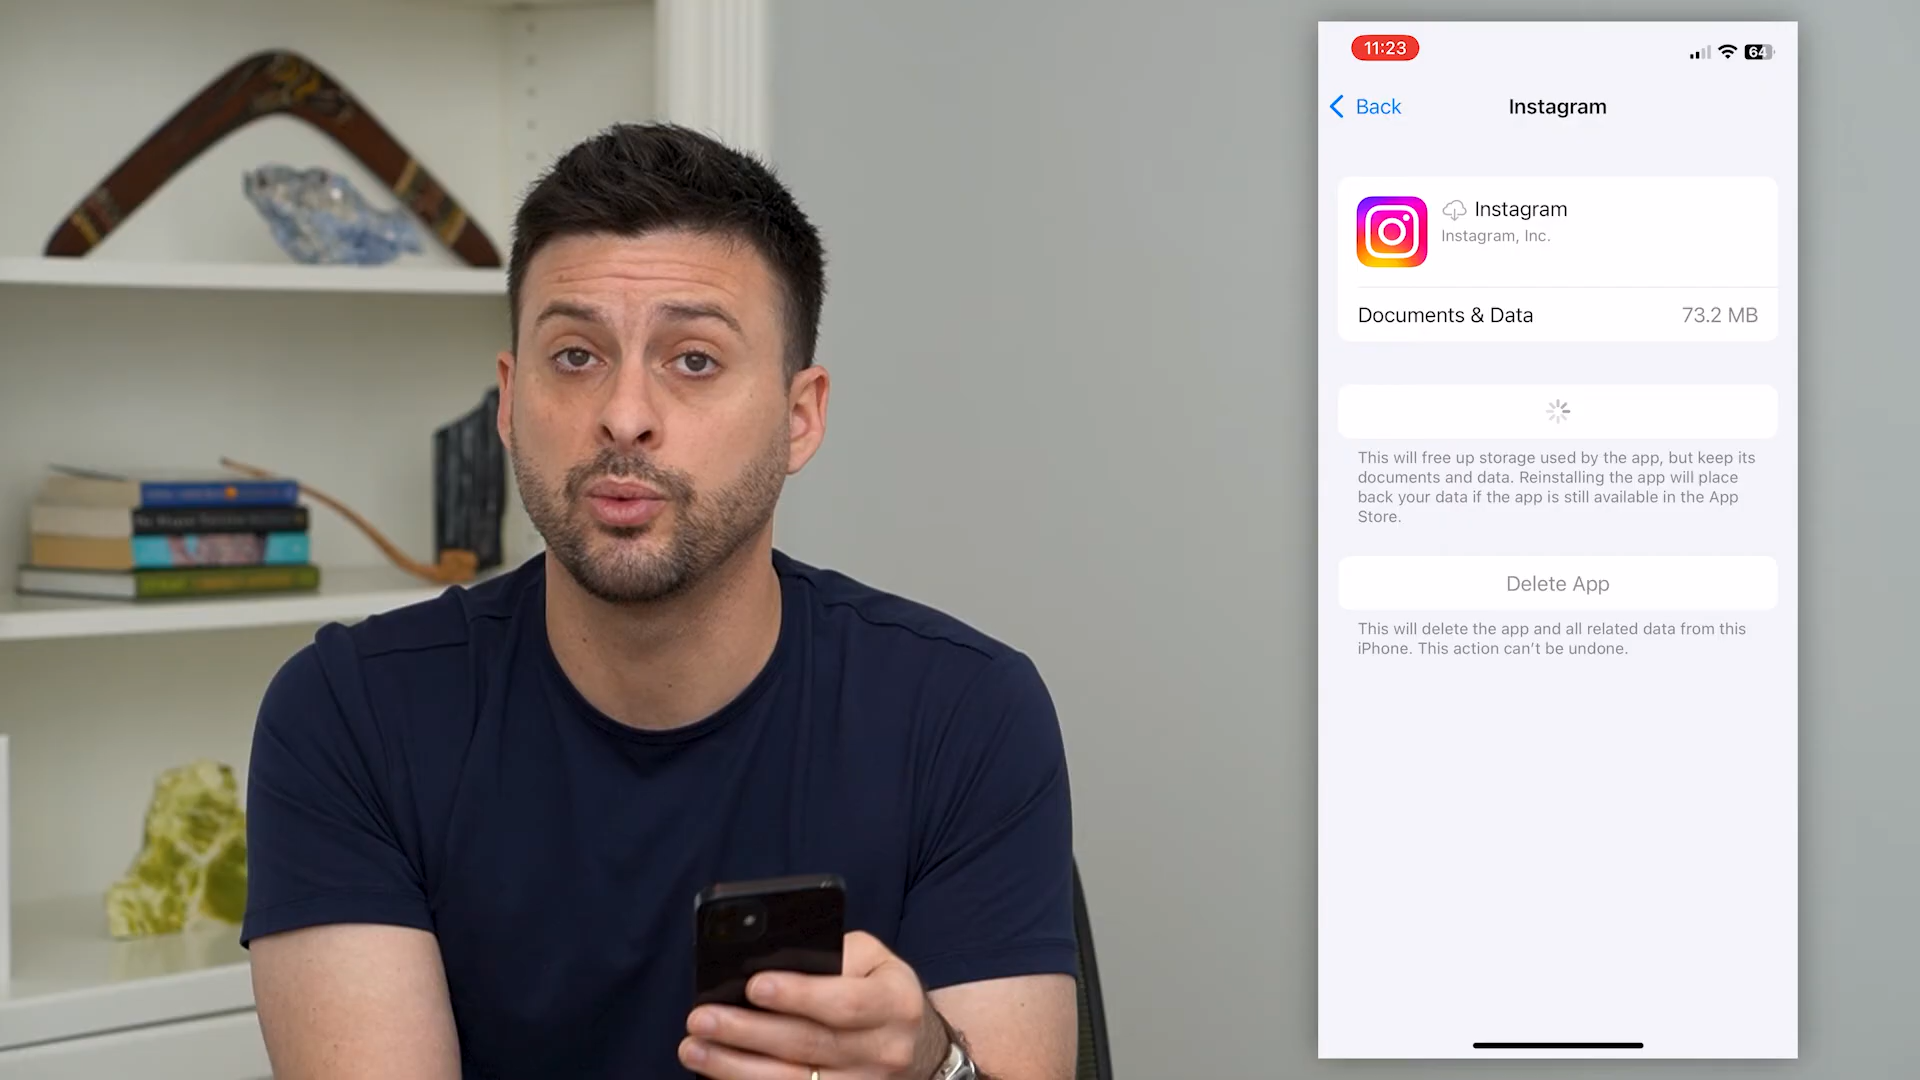 11:23
64
Back
Instagram
Instagram
Instagram, Inc.
Documents & Data
73.2 MB
This will free up storage used by the app, but keep its
documents and data. Reinstalling the app will place
back your data if the app is still available in the App
Store.
Delete App
This will delete the app and all related data from this
iPhone. This action can't be undone.